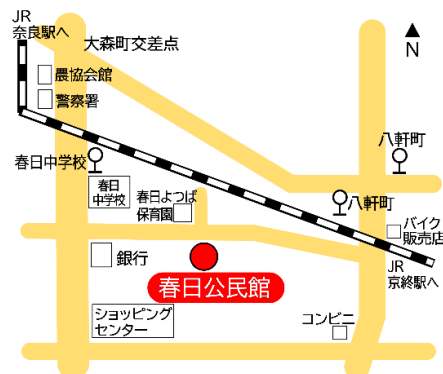 JR
奈良駅へ
大森町交差点
N
農協会館
警察署
八軒町
春日中学校
春日
中学校
春日よつば
保育園
八軒町
バイク
販売店
銀行
JR
京終駅へ
春日公民館
ショッピング
センター
コンビニ